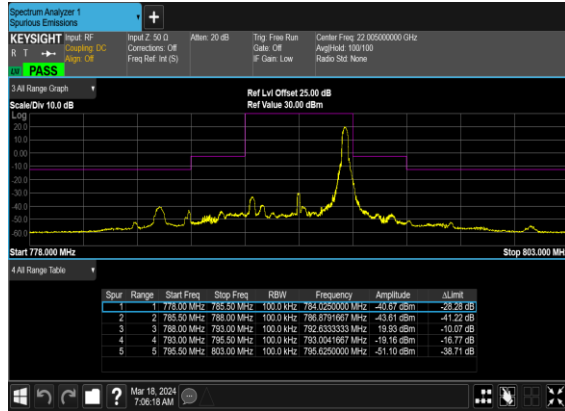 Spectrum Analyzer 1
Spurious Emissions
KEYSIGHT Input: RF Input Z: 50 Ω Atten: 20 dB Trig: Free Run Center Freq: 22.005000000 GHz
R T Coupling: DC Corrections: Off Gate: Off Avg|Hold: 100/100
Align: Off Freq Ref: Int (S) IF Gain: Low Radio Std: None
PASS
3 All Range Graph
Ref Lvl Offset 25.00 dB
Scale/Div 10.0 dB Ref Value 30.00 dBm
Log
20.0
10.0
0.00
-10.0
-20.0
-30.0
-40.0
-50.0
-60.0
Start 778.000 MHz Stop 803.000 MHz
4 All Range Table
Spur Range Start Freq Stop Freq RBW Frequency Amplitude ΔLimit
1 1 778.00 MHz 785.50 MHz 100.0 kHz 784.0250000 MHz -40.67 dBm -28.28 dB
2 2 785.50 MHz 788.00 MHz 100.0 kHz 786.8791667 MHz -43.61 dBm -41.22 dB
3 3 788.00 MHz 793.00 MHz 100.0 kHz 792.6333333 MHz 19.93 dBm -10.07 dB
4 4 793.00 MHz 795.50 MHz 100.0 kHz 793.0041667 MHz -19.16 dBm -16.77 dB
5 5 795.50 MHz 803.00 MHz 100.0 kHz 795.6250000 MHz -51.10 dBm -38.71 dB
Mar 18, 2024
7:06:18 AM